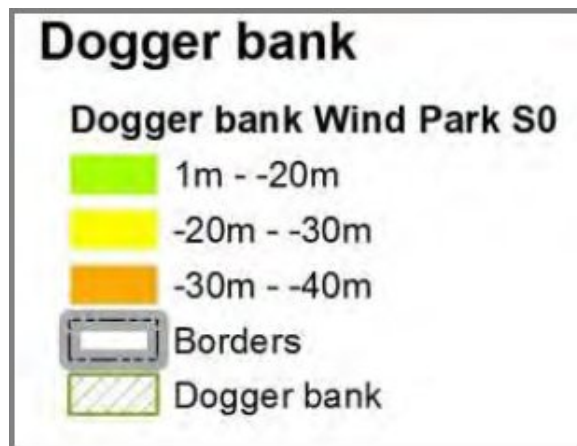 Dogger bank
Dogger bank Wind Park S0
1m - -20m
-20m - -30m
-30m - -40m
Borders
Dogger bank